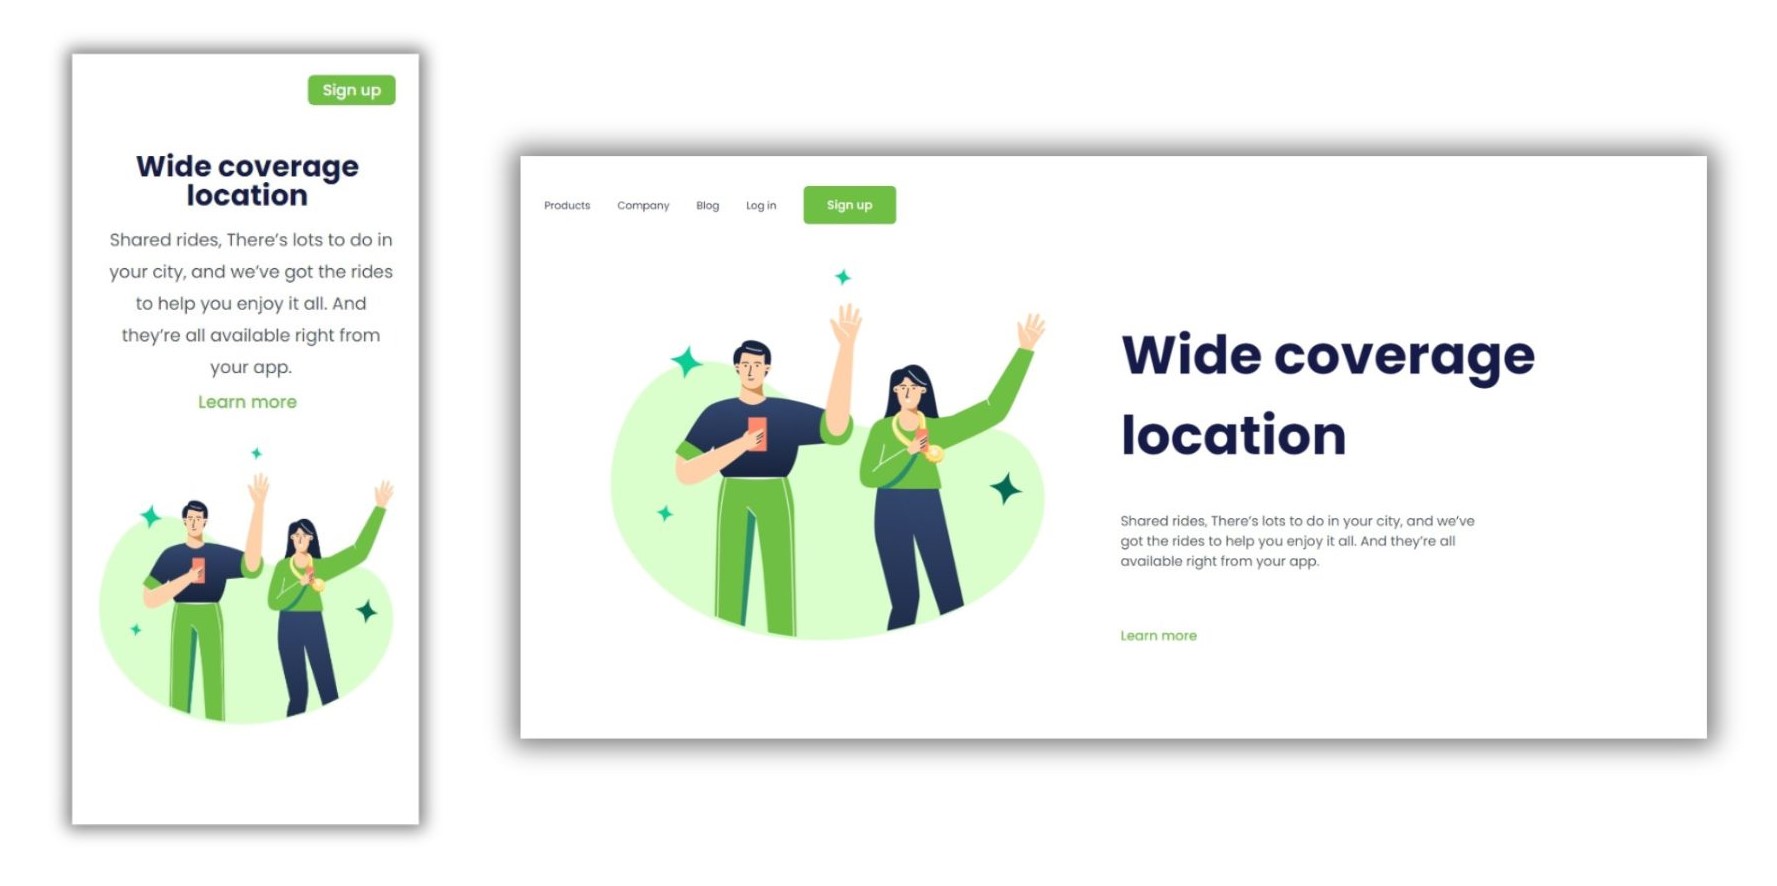 Sign up
Wide coverage
location
Shared rides, There’s lots to do in
your city, and we’ve got the rides
to help you enjoy it all. And
they’re all available right from
your app.
Learn more
Products Company Blog Log in Sign up
Wide coverage
location
Shared rides, There’s lots to do in your city, and we’ve
got the rides to help you enjoy it all. And they’re all
available right from your app.
Learn more